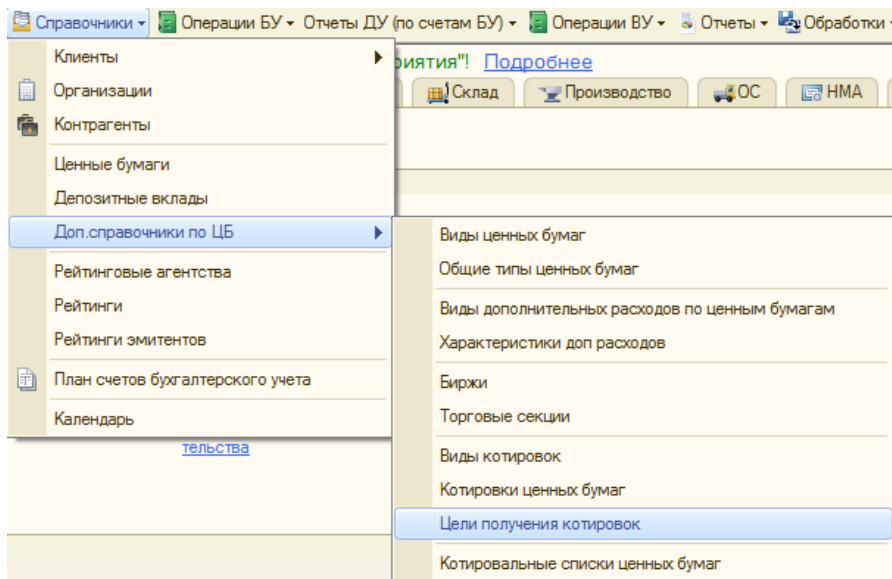 Справочники Операции БУ Отчеты ДУ (по счетам БУ) Операции ВУ Отчеты Обработки
Клиенты
иятия"! Подробнее
Организации
Склад Производство ОС НМА
Контрагенты
Ценные бумаги
Депозитные вклады
Доп.справочники по ЦБ
Рейтинговые агентства
Рейтинги
Рейтинги эмитентов
План счетов бухгалтерского учета
Календарь
тельства
Виды ценных бумаг
Общие типы ценных бумаг
Виды дополнительных расходов по ценным бумагам
Характеристики доп расходов
Биржи
Торговые секции
Виды котировок
Котировки ценных бумаг
Цели получения котировок
Котировальные списки ценных бумаг